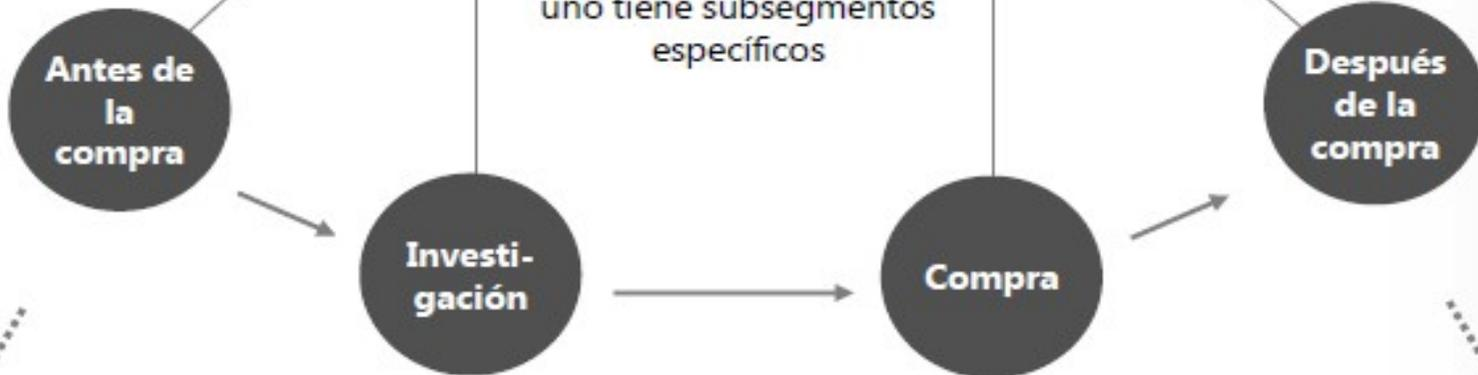 uno tiene subsegmentos
específicos
Antes de
la
compra
Investi-
gación
Compra
Después
de la
compra